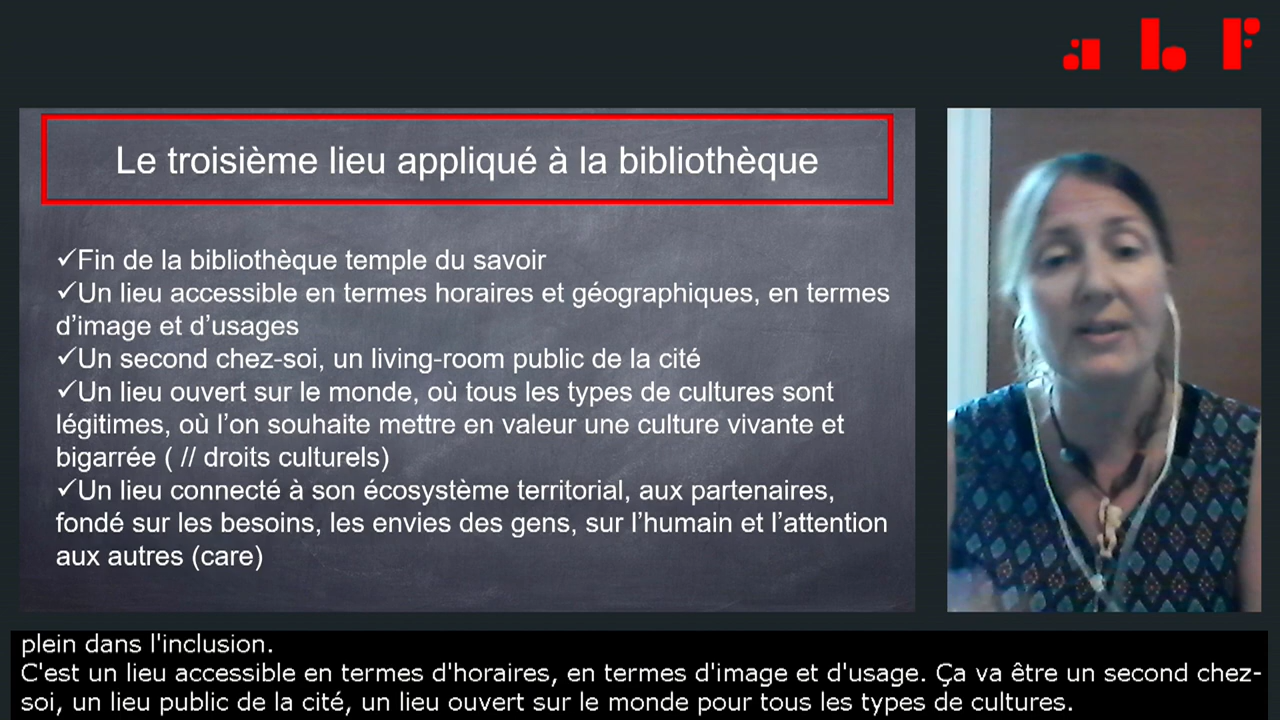 abf
Le troisième lieu appliqué à la bibliothèque
✓Fin de la bibliothèque temple du savoir
✓Un lieu accessible en termes horaires et géographiques, en termes
d’image et d’usages
✓Un second chez-soi, un living-room public de la cité
✓Un lieu ouvert sur le monde, où tous les types de cultures sont
légitimes, où l’on souhaite mettre en valeur une culture vivante et
bigarrée ( // droits culturels)
✓Un lieu connecté à son écosystème territorial, aux partenaires,
fondé sur les besoins, les envies des gens, sur l’humain et l’attention
aux autres (care)
plein dans l'inclusion.
C'est un lieu accessible en termes d'horaires, en termes d'image et d'usage. Ça va être un second chez-
soi, un lieu public de la cité, un lieu ouvert sur le monde pour tous les types de cultures.